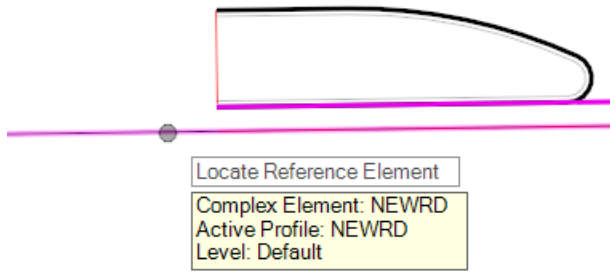 Locate Reference Element
Complex Element: NEWRD
Active Profile: NEWRD
Level: Default